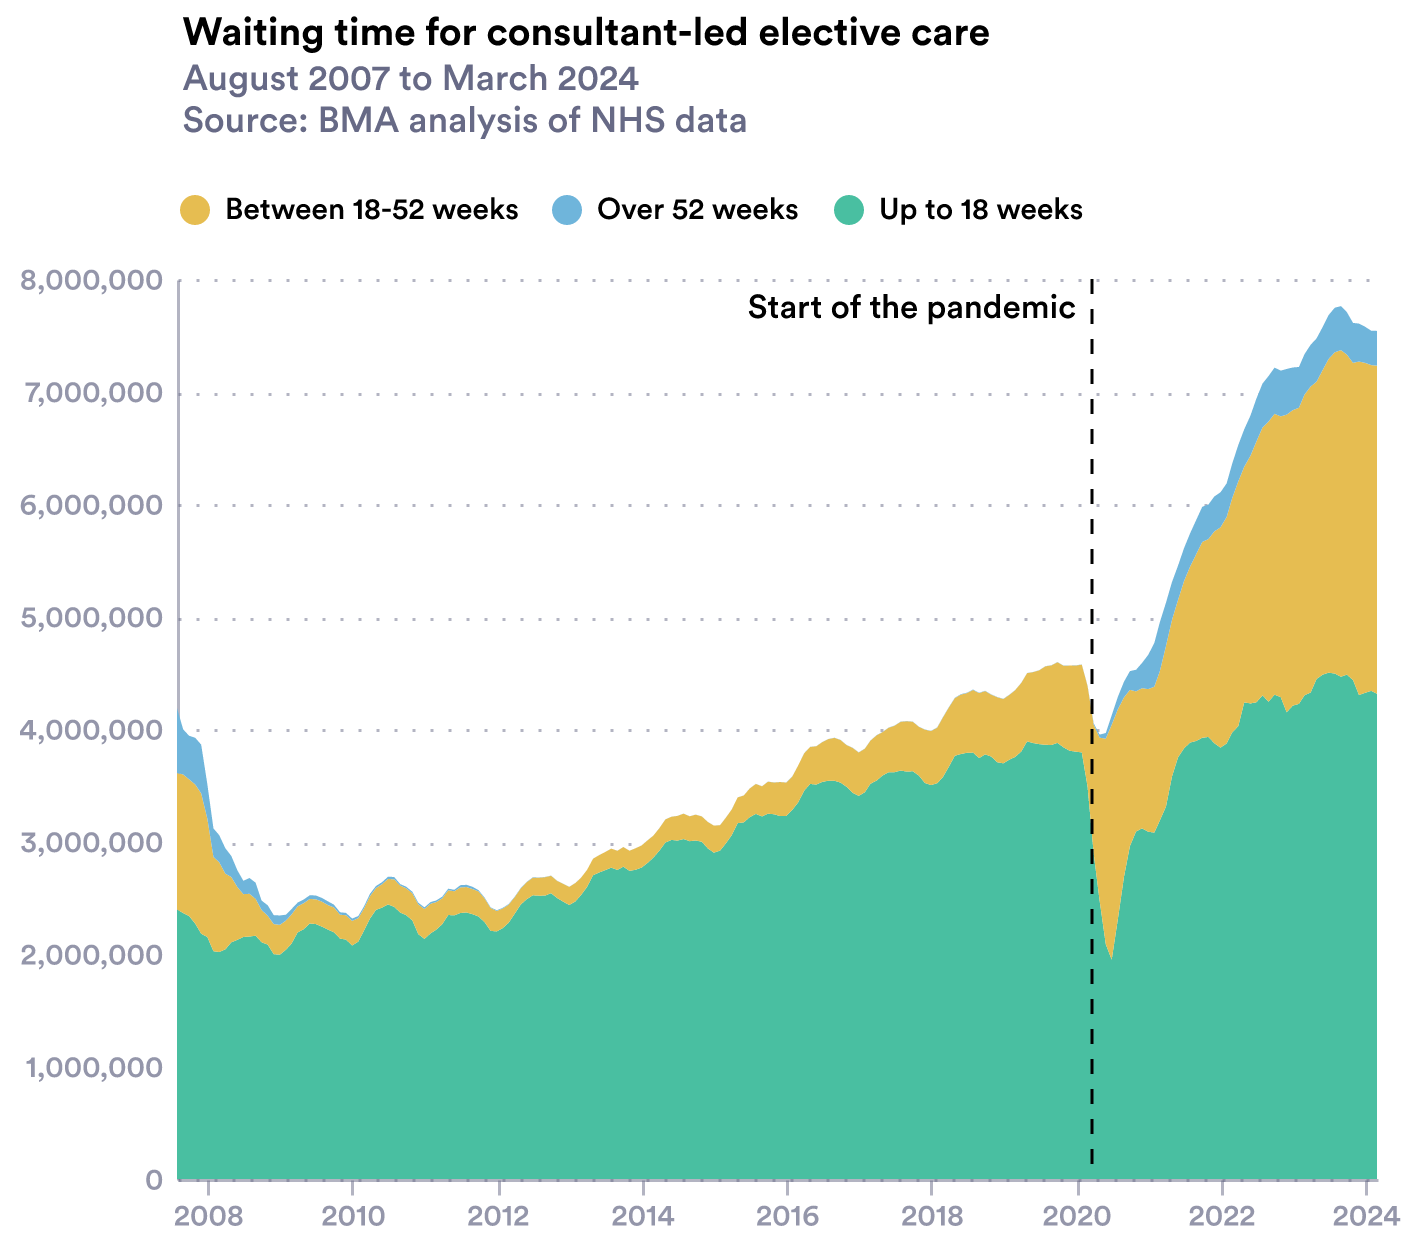 Waiting time for consultant-led elective care
August 2007 to March 2024
Source: BMA analysis of NHS data
Between 18-52 weeks
Over 52 weeks
Up to 18 weeks
8,000,000
Start of the pandemic
7,000,000
6,000,000
5,000,000
4,000,000
3,000,000
2,000,000
1,000,000
0
2008 2010 2012 2014 2016 2018 2020 2022 2024